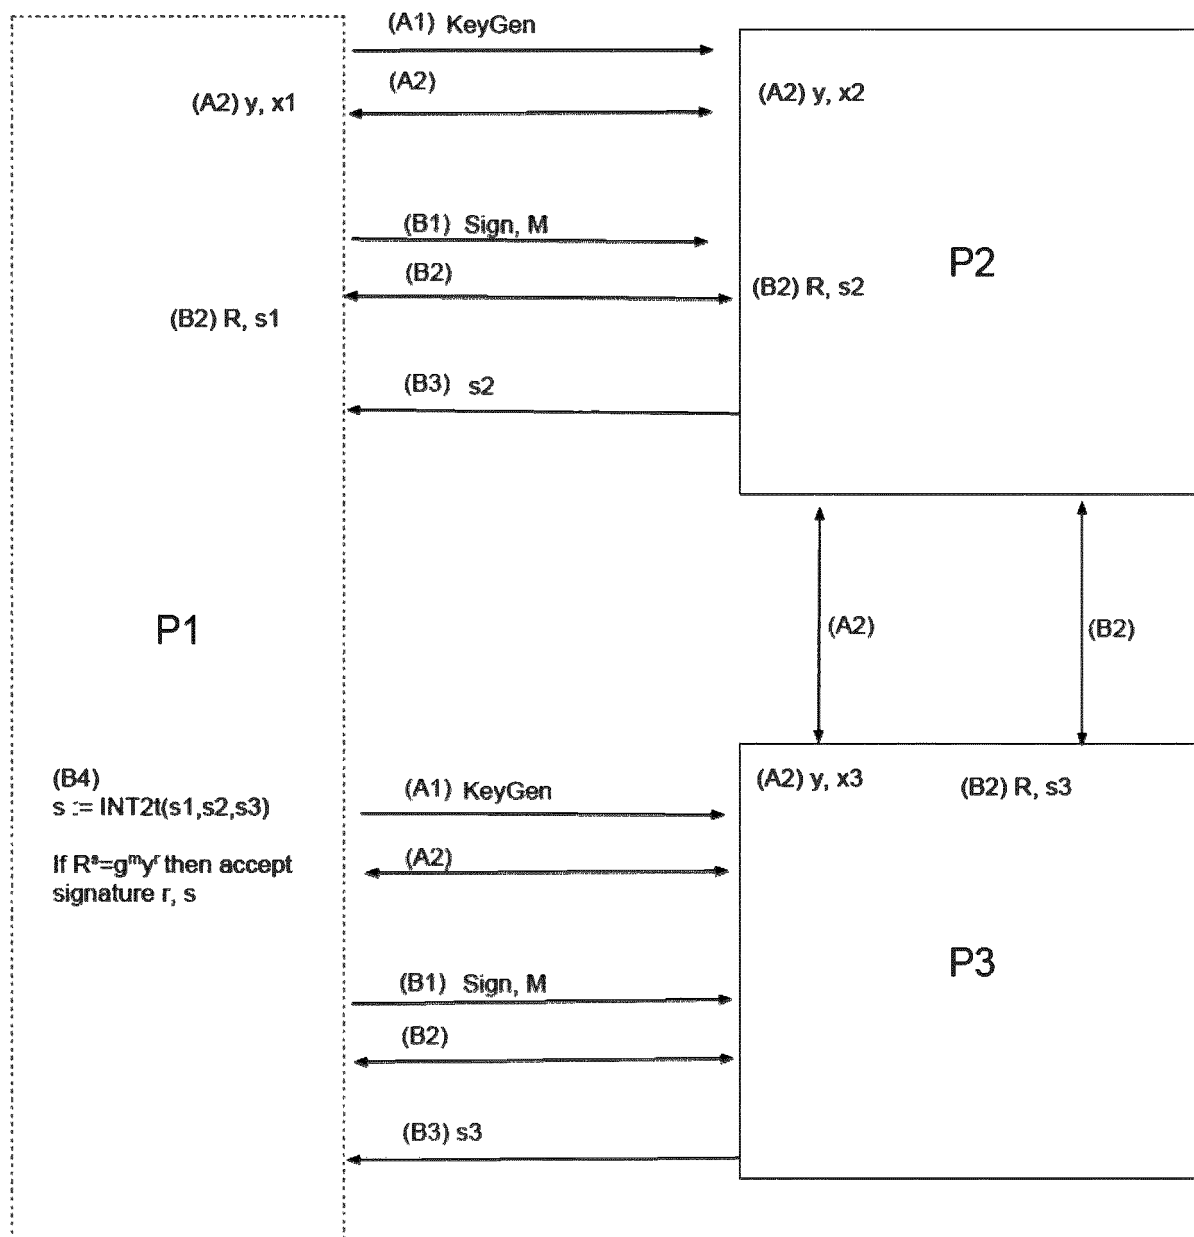 (A1) KeyGen
(A2)
(A2) y, x1
(A2) y, x2
(B1) Sign, M
(B2)
P2
(B2) R, s2
(B2) R, s1
(B3) s2
P1
(A2)
(B2)
(B4)
s := INT2t(s1,s2,s3)
If Rˢ=gᵐyʳ then accept
signature r, s
(A1) KeyGen
(A2) y, x3
(B2) R, s3
(A2)
P3
(B1) Sign, M
(B2)
(B3) s3